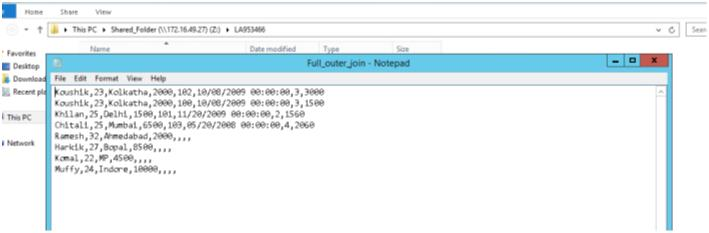 Home Share View
This PC ▸ Shared_Folder (\\172.16.49.27) (Z:) ▸ LA953466
Name Date modified Type Size
Favorites
Desktop
Download
Recent pla
This PC
Network
Full_outer_join - Notepad
File Edit Format View Help
Koushik,23,Kolkatha,2000,102,10/08/2009 00:00:00,3,3000
Koushik,23,Kolkatha,2000,100,10/08/2009 00:00:00,3,1500
Khilan,25,Delhi,1500,101,11/20/2009 00:00:00,2,1560
Chitali,25,Mumbai,6500,103,05/20/2008 00:00:00,4,2060
Ramesh,32,Ahmedabad,2000,,,,
Harkik,27,Bopal,8500,,,,
Komal,22,MP,4500,,,,
Muffy,24,Indore,10000,,,,